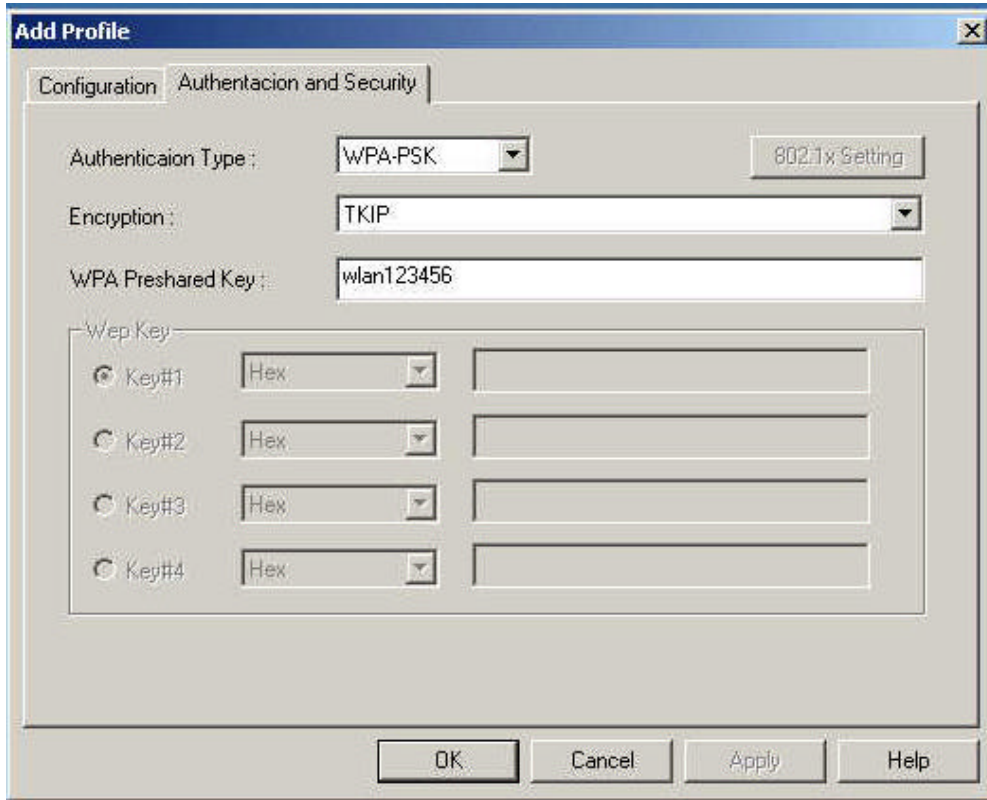 Add Profile
Configuration Authentacion and Security
Authenticaion Type : WPA-PSK 802.1x Setting
Encryption : TKIP
WPA Preshared Key : wlan123456
Wep Key
Key#1 Hex
Key#2 Hex
Key#3 Hex
Key#4 Hex
OK Cancel Apply Help